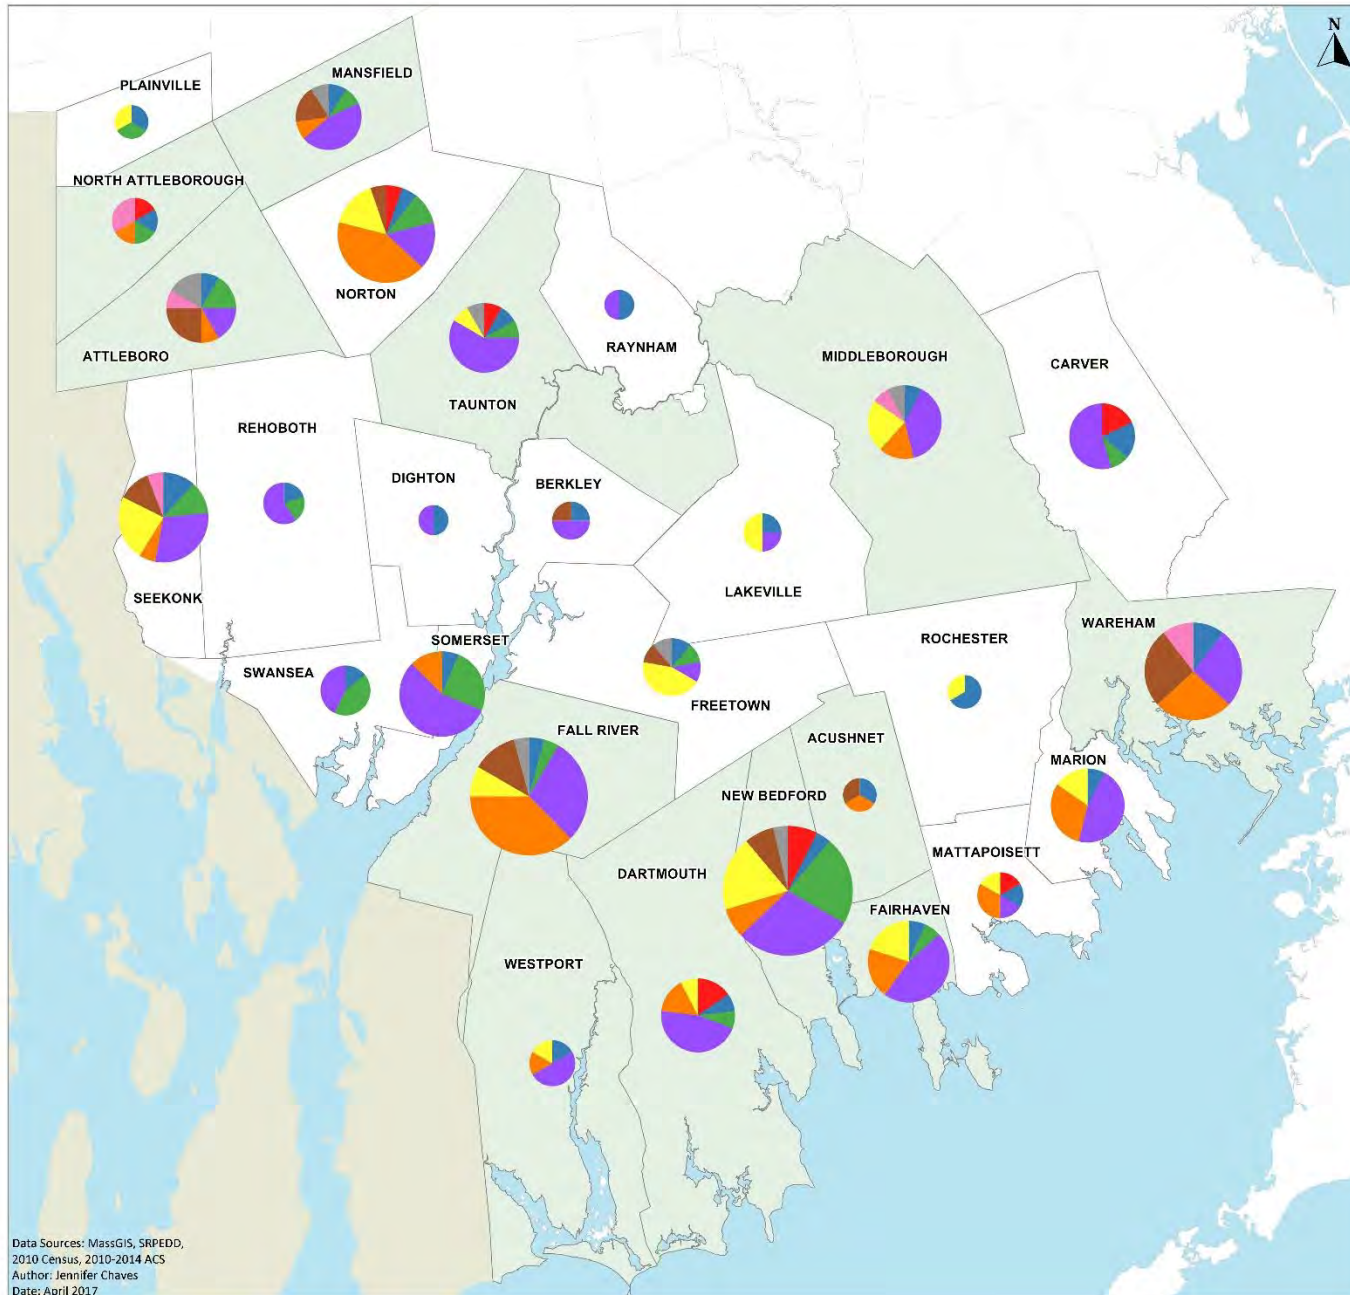 N
PLAINVILLE
MANSFIELD
NORTH ATTLEBOROUGH
NORTON
ATTLEBORO
RAYNHAM
MIDDLEBOROUGH
CARVER
TAUNTON
REHOBOTH
DIGHTON
BERKLEY
SEEKONK
LAKEVILLE
WAREHAM
SOMERSET
ROCHESTER
SWANSEA
FREETOWN
FALL RIVER
ACUSHNET
MARION
NEW BEDFORD
MATTAPOISETT
DARTMOUTH
FAIRHAVEN
WESTPORT
Data Sources: MassGIS, SRPEDD,
2010 Census, 2010-2014 ACS
Author: Jennifer Chaves
Date: April 2017